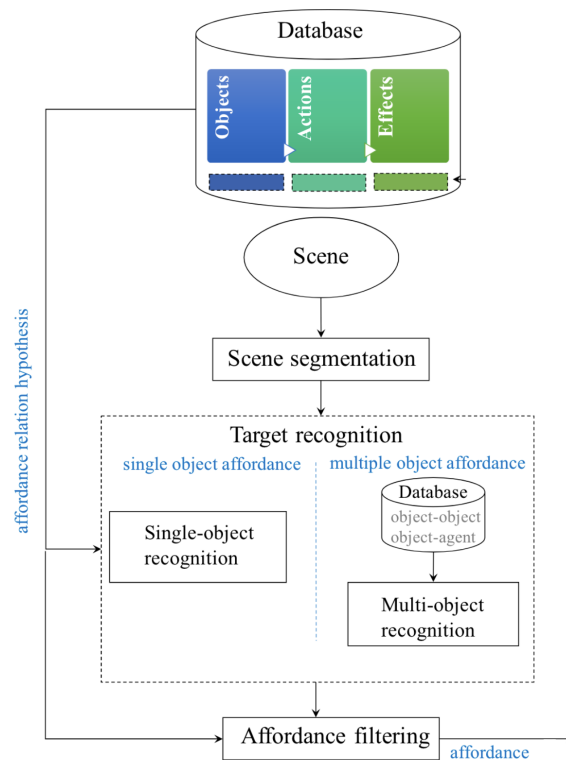 Database
Objects
Actions
Effects
Scene
Scene segmentation
affordance relation hypothesis
Target recognition
single object affordance
multiple object affordance
Single-object
recognition
Database
object-object
object-agent
Multi-object
recognition
Affordance filtering
affordance